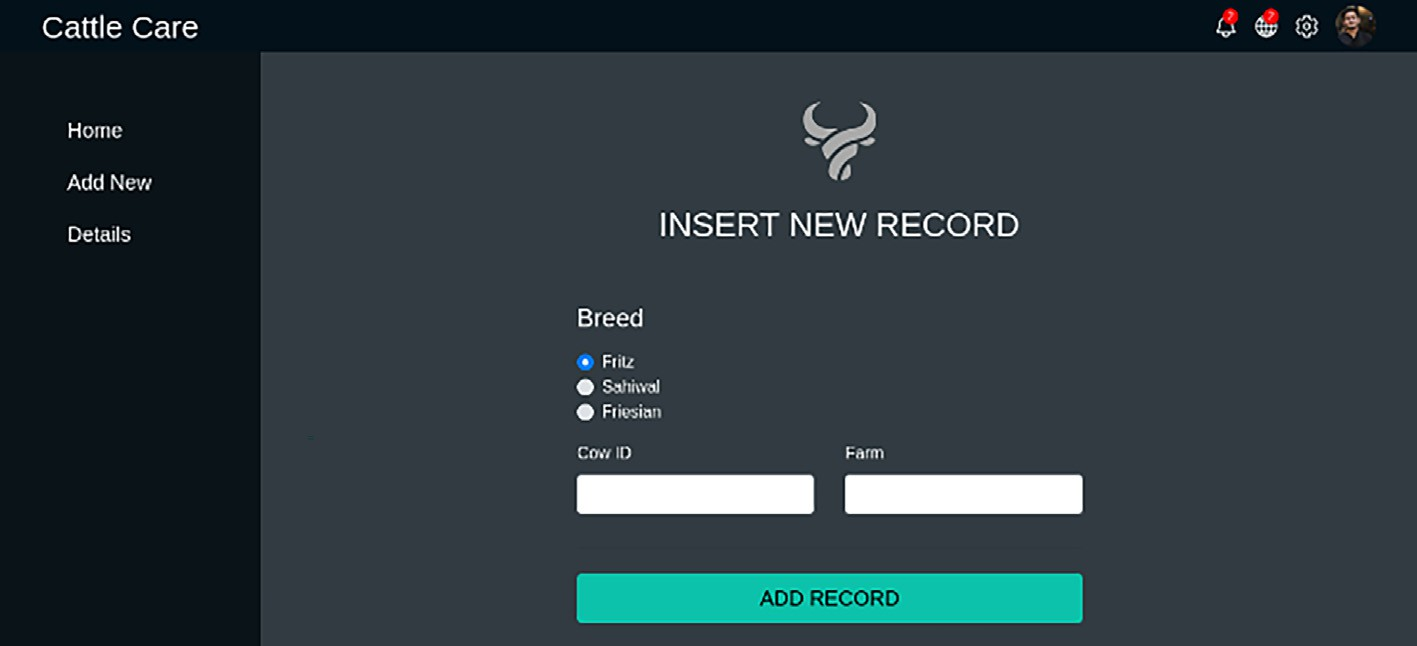 Cattle Care
Home
Add New
Details
INSERT NEW RECORD
Breed
Fritz
Sahiwal
Friesian
Cow ID
Farm
ADD RECORD